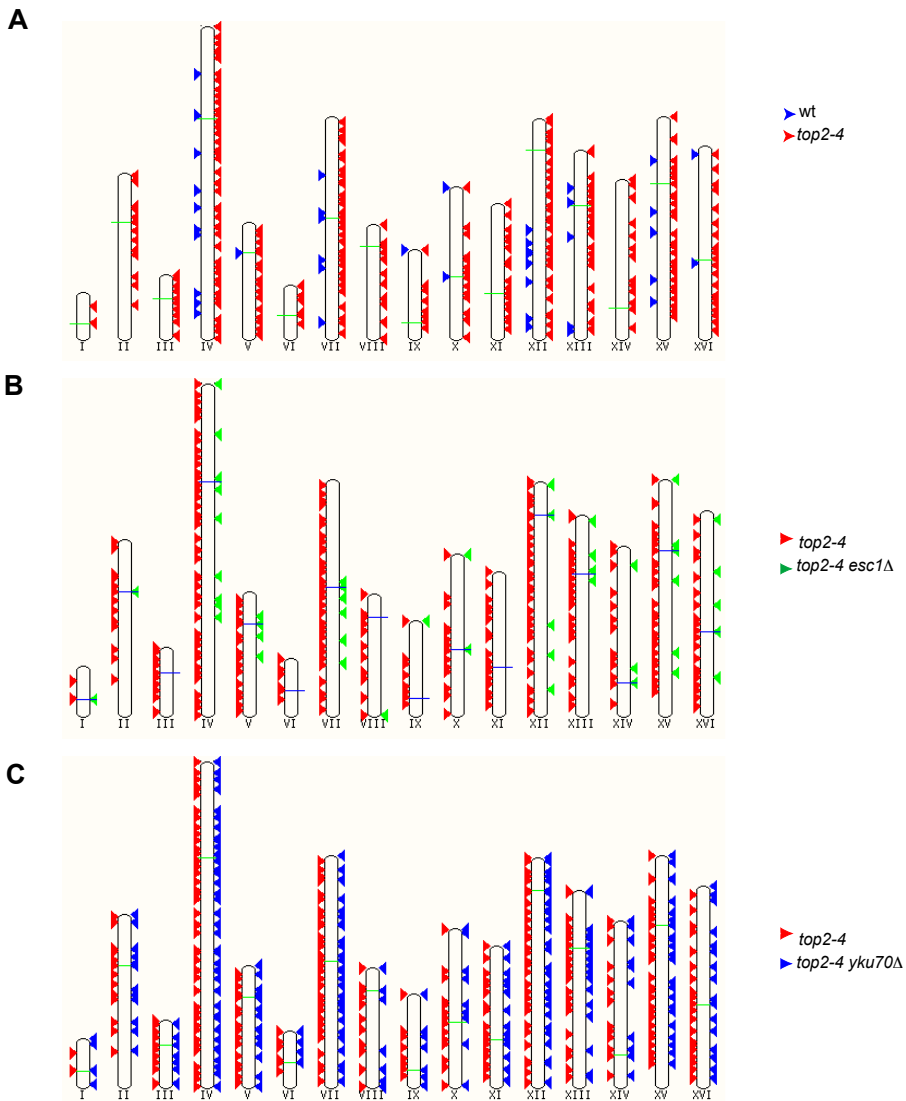 A
wt
top2-4
I II III IV V VI VII VIII IX X XI XII XIII XIV XV XVI
B
top2-4
top2-4 esc1Δ
I II III IV V VI VII VIII IX X XI XII XIII XIV XV XVI
C
top2-4
top2-4 yku70Δ
I II III IV V VI VII VIII IX X XI XII XIII XIV XV XVI